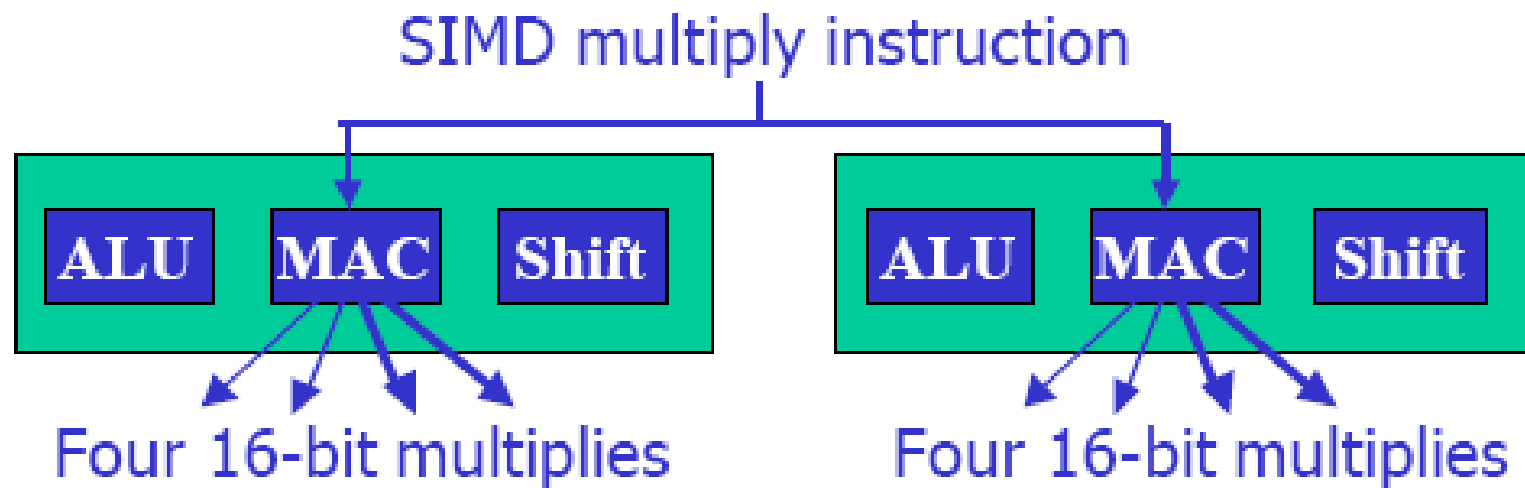 SIMD multiply instruction
ALU MAC Shift ALU MAC Shift
Four 16-bit multiplies Four 16-bit multiplies